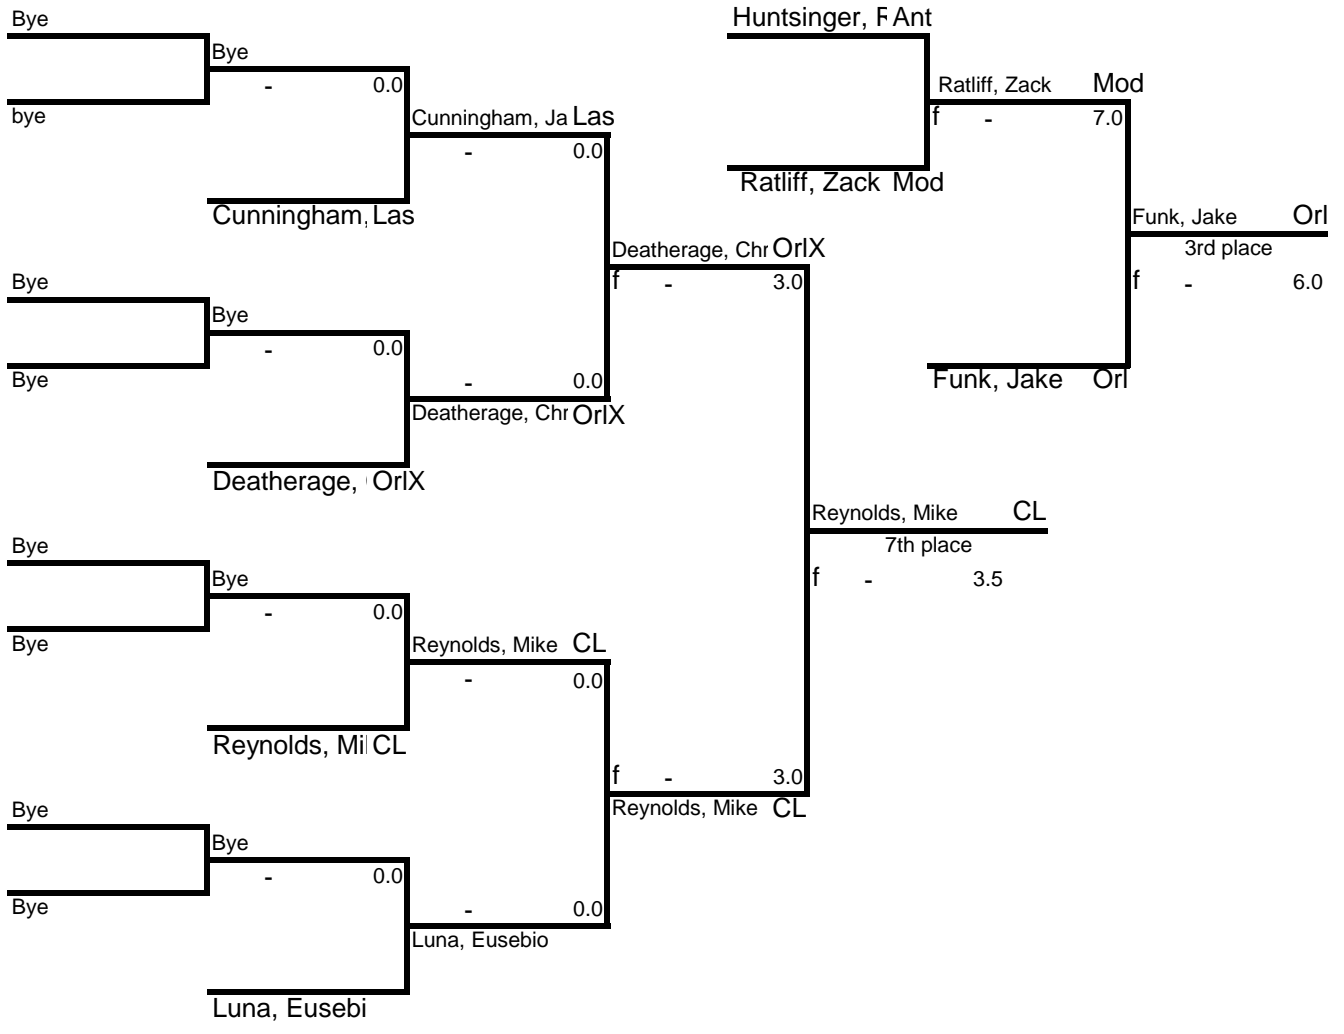 Bye
Huntsinger, F Ant
Bye
- 0.0
bye
Ratliff, Zack Mod
f - 7.0
Cunningham, Ja Las
- 0.0
Ratliff, Zack Mod
Cunningham, Las
Funk, Jake Orl
3rd place
f - 6.0
Deatherage, Chr OrlX
f - 3.0
Bye
Bye
- 0.0
Bye
- 0.0
Deatherage, Chr OrlX
Funk, Jake Orl
Deatherage, OrlX
Reynolds, Mike CL
7th place
f - 3.5
Bye
Bye
- 0.0
Bye
Reynolds, Mike CL
- 0.0
Reynolds, Mi CL
f - 3.0
Reynolds, Mike CL
Bye
Bye
- 0.0
Bye
- 0.0
Luna, Eusebio
Luna, Eusebi